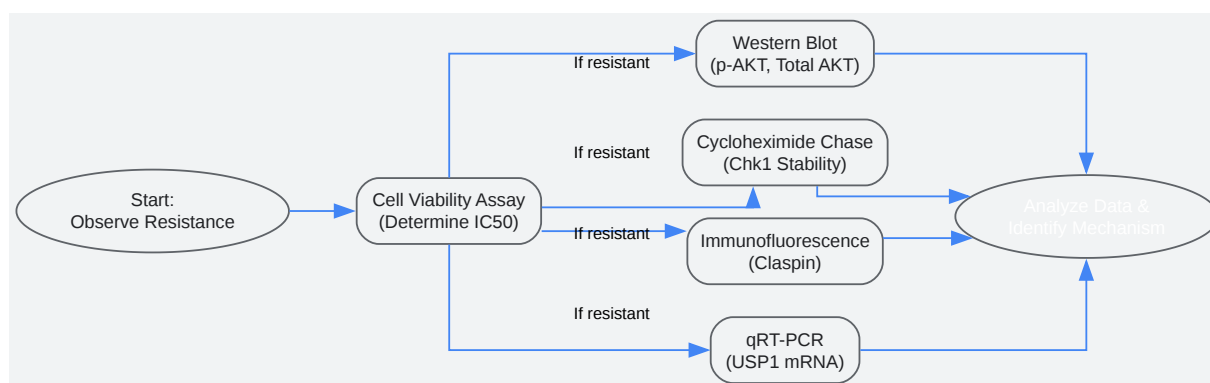 Start:
Observe Resistance
Cell Viability Assay
(Determine IC50)
If resistant
Western Blot
(p-AKT, Total AKT)
If resistant
Cycloheximide Chase
(Chk1 Stability)
If resistant
Immunofluorescence
(Claspin)
If resistant
qRT-PCR
(USP1 mRNA)
Analyze Data &
Identify Mechanism